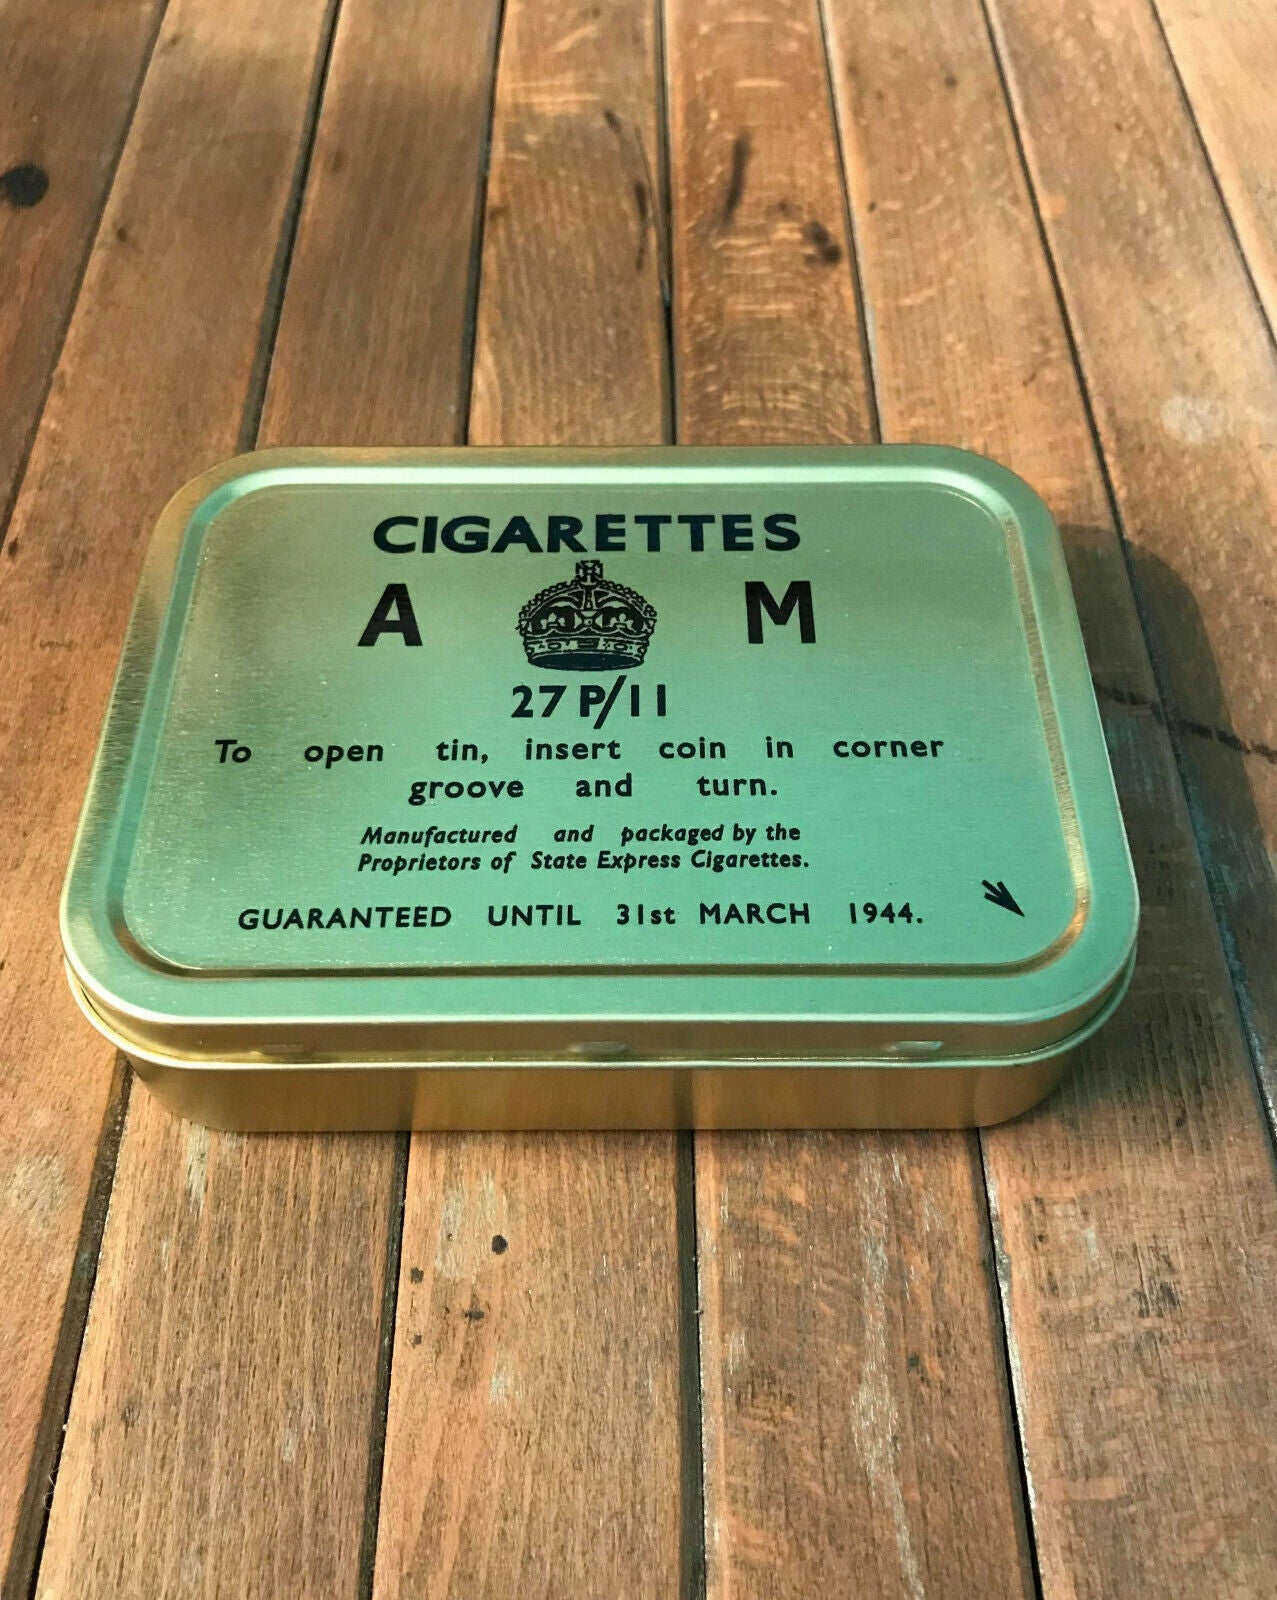 CIGARETTES
A M
27 P/11
To open tin, insert coin in corner
groove and turn.
Manufactured and packaged by the
Proprietors of State Express Cigarettes.
GUARANTEED UNTIL 31st MARCH 1944.